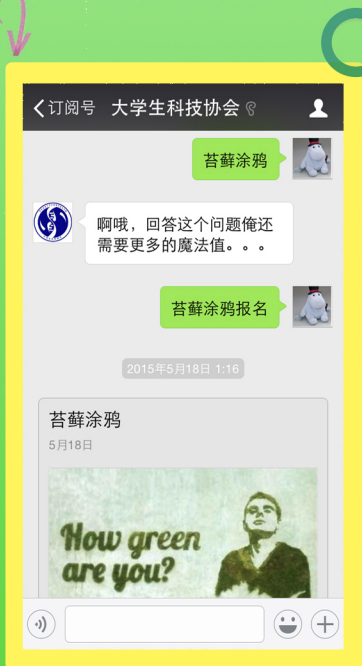 订阅号 大学生科技协会
苔藓涂鸦
啊哦，回答这个问题俺还
需要更多的魔法值。。。
苔藓涂鸦报名
2015年5月18日 1:16
苔藓涂鸦
5月18日
How green
are you?